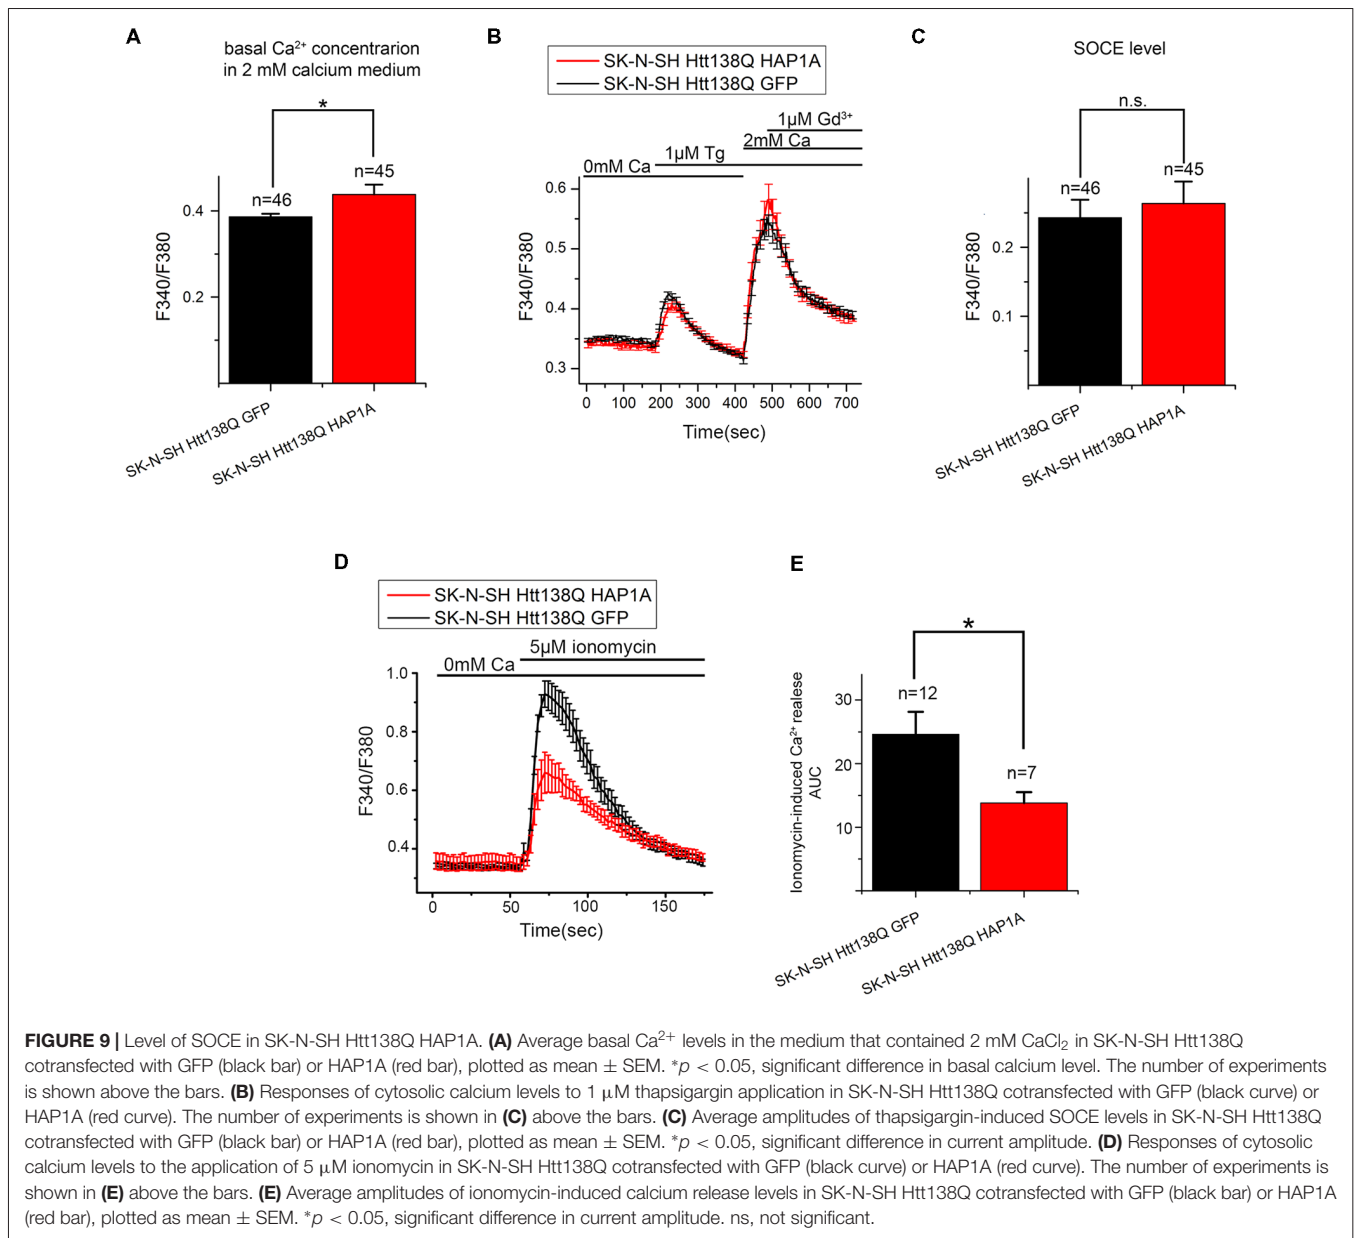 A
basal Ca²⁺ concentrarion
in 2 mM calcium medium
*
n=46
n=45
F340/F380
0.4
0.2
SK-N-SH Htt138Q GFP
SK-N-SH Htt138Q HAP1A
B
SK-N-SH Htt138Q HAP1A
SK-N-SH Htt138Q GFP
1µM Gd³⁺
2mM Ca
1µM Tg
0mM Ca
F340/F380
0.6
0.5
0.4
0.3
0 100 200 300 400 500 600 700
Time(sec)
C
SOCE level
n.s.
n=46
n=45
F340/F380
0.2
0.1
SK-N-SH Htt138Q GFP
SK-N-SH Htt138Q HAP1A
D
SK-N-SH Htt138Q HAP1A
SK-N-SH Htt138Q GFP
5µM ionomycin
0mM Ca
F340/F380
1.0
0.8
0.6
0.4
0 50 100 150
Time(sec)
E
*
n=12
n=7
Ionomycin-induced Ca²⁺ realese
AUC
30
20
10
SK-N-SH Htt138Q GFP
SK-N-SH Htt138Q HAP1A
FIGURE 9 | Level of SOCE in SK-N-SH Htt138Q HAP1A. (A) Average basal Ca²⁺ levels in the medium that contained 2 mM CaCl₂ in SK-N-SH Htt138Q
cotransfected with GFP (black bar) or HAP1A (red bar), plotted as mean ± SEM. *p < 0.05, significant difference in basal calcium level. The number of experiments
is shown above the bars. (B) Responses of cytosolic calcium levels to 1 µM thapsigargin application in SK-N-SH Htt138Q cotransfected with GFP (black curve) or
HAP1A (red curve). The number of experiments is shown in (C) above the bars. (C) Average amplitudes of thapsigargin-induced SOCE levels in SK-N-SH Htt138Q
cotransfected with GFP (black bar) or HAP1A (red bar), plotted as mean ± SEM. *p < 0.05, significant difference in current amplitude. (D) Responses of cytosolic
calcium levels to the application of 5 µM ionomycin in SK-N-SH Htt138Q cotransfected with GFP (black curve) or HAP1A (red curve). The number of experiments is
shown in (E) above the bars. (E) Average amplitudes of ionomycin-induced calcium release levels in SK-N-SH Htt138Q cotransfected with GFP (black bar) or HAP1A
(red bar), plotted as mean ± SEM. *p < 0.05, significant difference in current amplitude. ns, not significant.